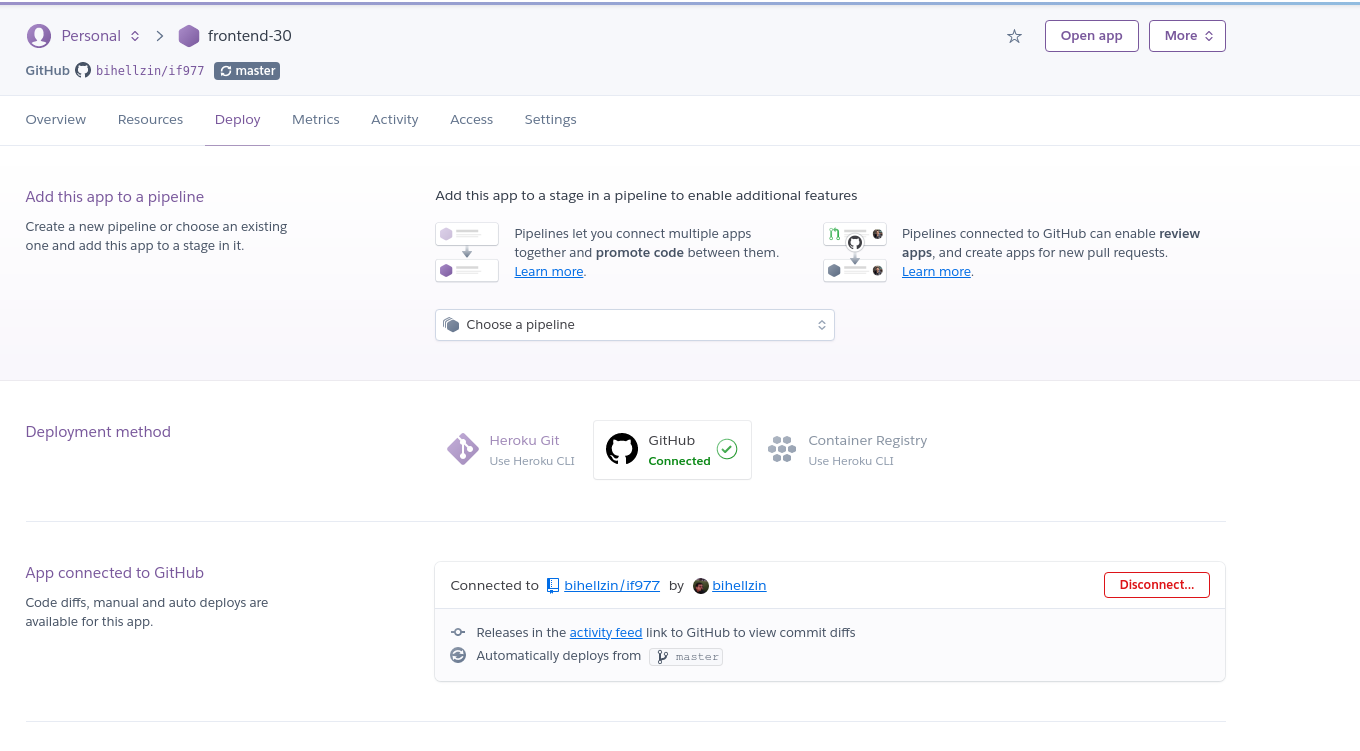 Personal frontend-30 Open app More
GitHub bihellzin/if977 master
Overview Resources Deploy Metrics Activity Access Settings
Add this app to a pipeline
Create a new pipeline or choose an existing
one and add this app to a stage in it.
Add this app to a stage in a pipeline to enable additional features
Pipelines let you connect multiple apps
together and promote code between them.
Learn more.
Pipelines connected to GitHub can enable review
apps, and create apps for new pull requests.
Learn more.
Choose a pipeline
Deployment method
Heroku Git
Use Heroku CLI
GitHub
Connected
Container Registry
Use Heroku CLI
App connected to GitHub
Code diffs, manual and auto deploys are
available for this app.
Connected to bihellzin/if977 by bihellzin Disconnect...
Releases in the activity feed link to GitHub to view commit diffs
Automatically deploys from master